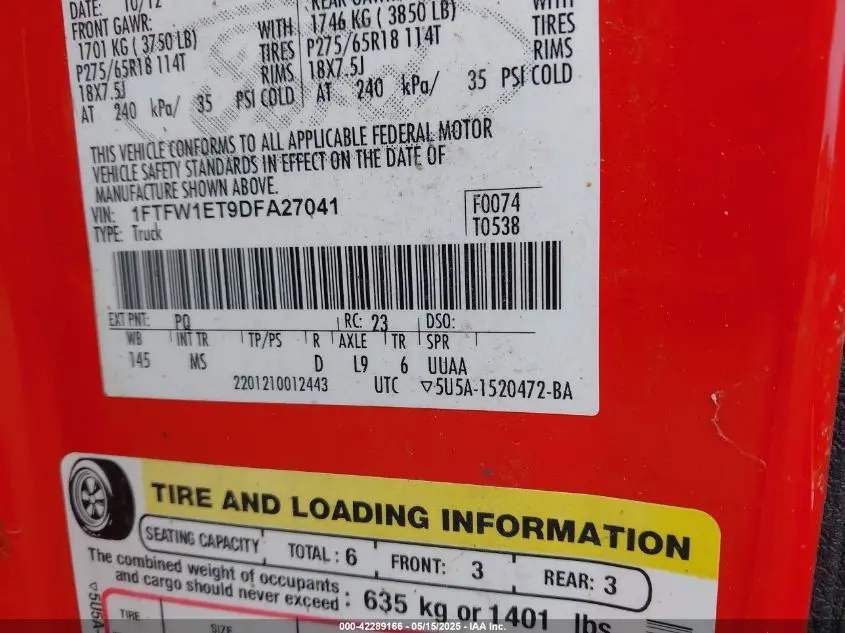 DATE: 10/12
FRONT GAWR:
1701 KG ( 3750 LB) WITH
P275/65R18 114T TIRES
18X7.5J RIMS
AT 240 kPa/ 35 PSI COLD
REAR GAWR:
1746 KG ( 3850 LB) WITH
P275/65R18 114T TIRES
18X7.5J RIMS
AT 240 kPa/ 35 PSI COLD
THIS VEHICLE CONFORMS TO ALL APPLICABLE FEDERAL MOTOR
VEHICLE SAFETY STANDARDS IN EFFECT ON THE DATE OF
MANUFACTURE SHOWN ABOVE.
VIN: 1FTFW1ET9DFA27041
TYPE: Truck
F0074
T0538
EXT PNT: PQ RC: 23 DSO:
WB INT TR TP/PS R AXLE TR SPR
145 MS D L9 6 UUAA
2201210012443 UTC ▽5U5A-1520472-BA
TIRE AND LOADING INFORMATION
SEATING CAPACITY TOTAL: 6 FRONT: 3 REAR: 3
The combined weight of occupants
and cargo should never exceed: 635 kg or 1401 lbs
▽5U5A-
TIRE SIZE
000-42289166 - 05/15/2025 - IAA Inc.